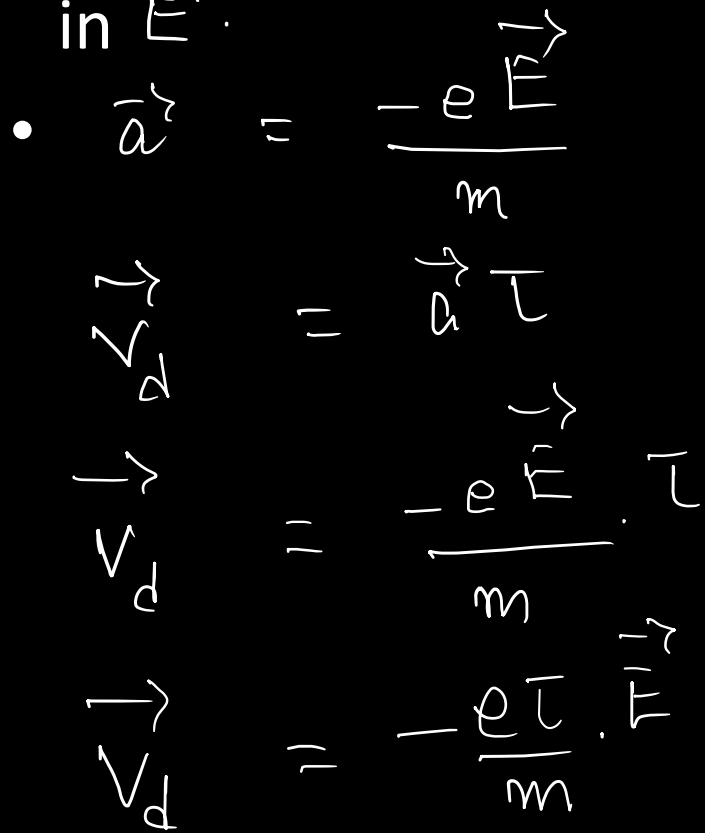 in E⃗.
• a⃗ = -eE⃗/m
V⃗d = a⃗ τ
V⃗d = -eE⃗/m . τ
V⃗d = -eτ/m . E⃗